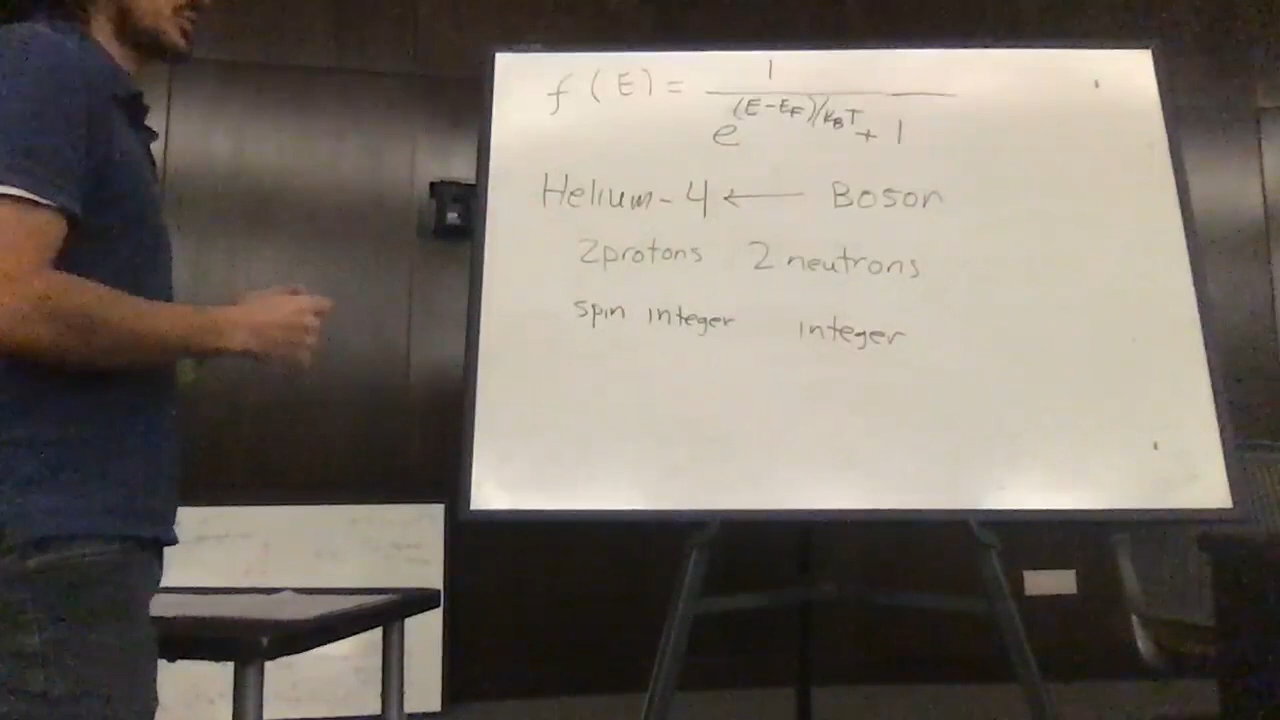 f(E) = 1
e^(E-E_F)/k_BT + 1
Helium-4 ← Boson
2protons 2 neutrons
spin integer integer